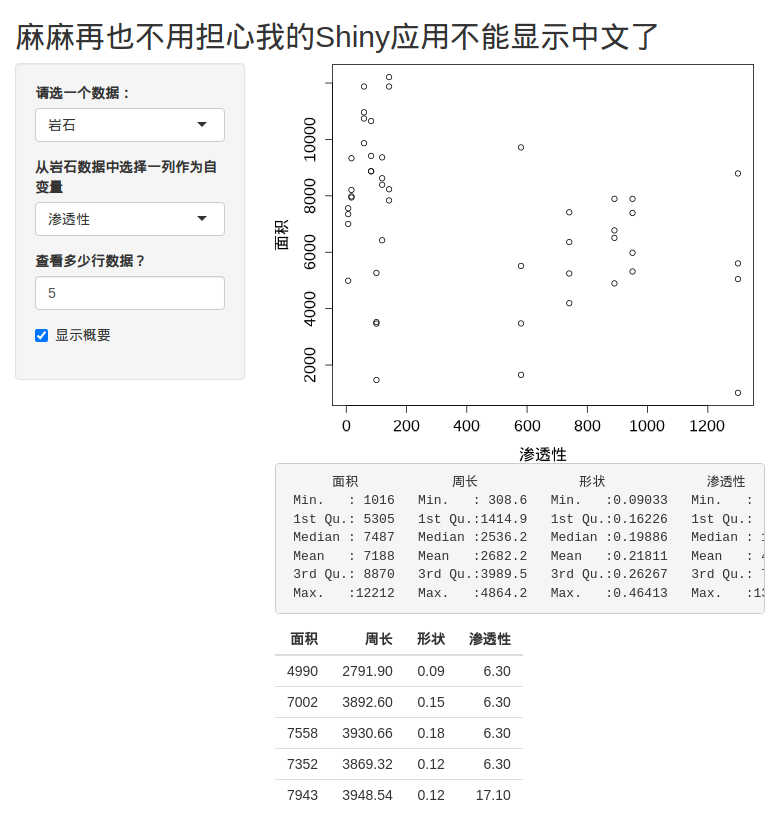 麻麻再也不用担心我的Shiny应用不能显示中文了
请选一个数据：
岩石
从岩石数据中选择一列作为自
变量
渗透性
查看多少行数据？
5
显示概要
面积
10000
8000
6000
4000
2000
0 200 400 600 800 1000 1200
渗透性
面积 周长 形状 渗透性
Min. : 1016 Min. : 308.6 Min. :0.09033 Min. :
1st Qu.: 5305 1st Qu.:1414.9 1st Qu.:0.16226 1st Qu.:
Median : 7487 Median :2536.2 Median :0.19886 Median :
Mean : 7188 Mean :2682.2 Mean :0.21811 Mean :
3rd Qu.: 8870 3rd Qu.:3989.5 3rd Qu.:0.26267 3rd Qu.:
Max. :12212 Max. :4864.2 Max. :0.46413 Max. :
面积 周长 形状 渗透性
4990 2791.90 0.09 6.30
7002 3892.60 0.15 6.30
7558 3930.66 0.18 6.30
7352 3869.32 0.12 6.30
7943 3948.54 0.12 17.10